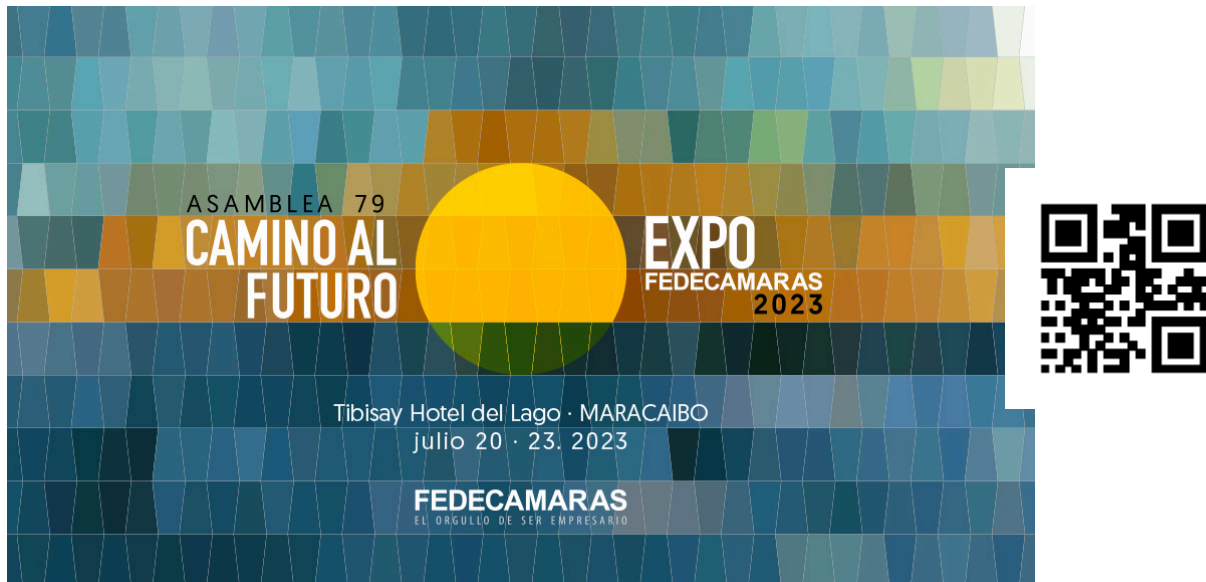 ASAMBLEA 79
CAMINO AL
FUTURO
EXPO
FEDECAMARAS
2023
Tibisay Hotel del Lago · MARACAIBO
julio 20 · 23. 2023
FEDECAMARAS
EL ORGULLO DE SER EMPRESARIO